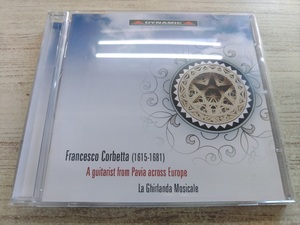 DYNAMIC
Francesco Corbetta (1615-1681)
A guitarist from Pavia across Europe
La Ghirlanda Musicale